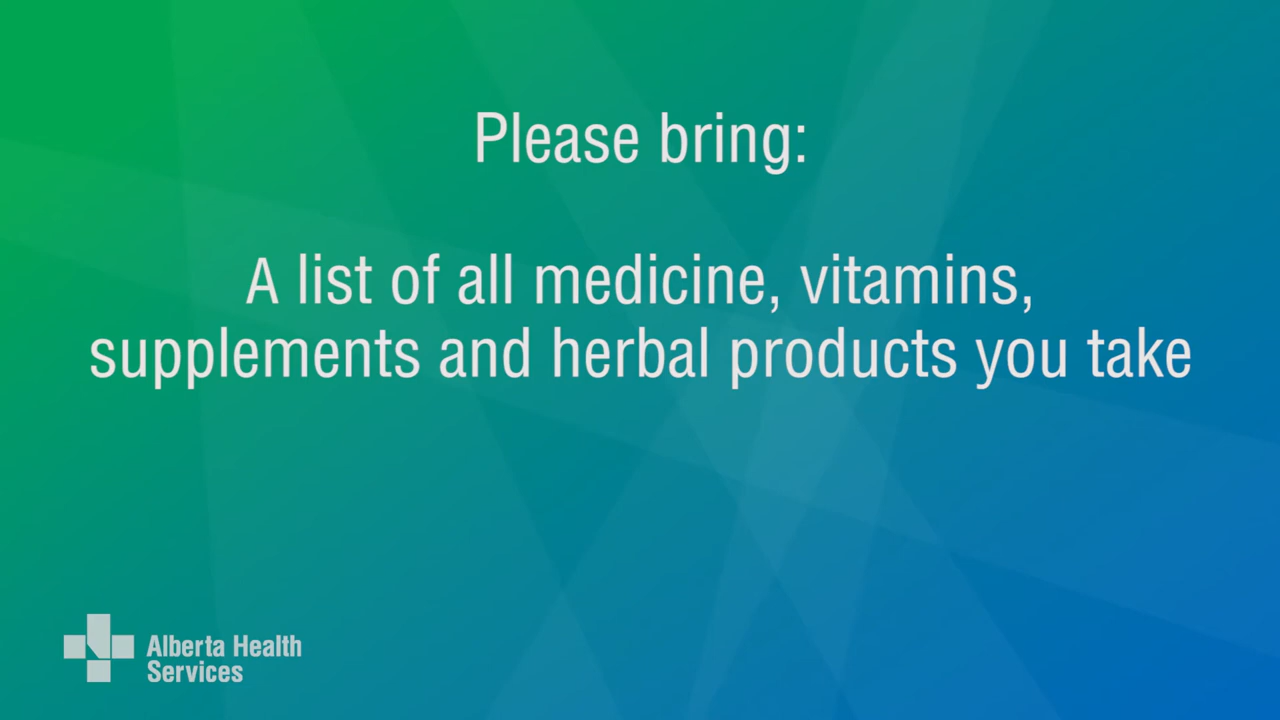 Please bring:
A list of all medicine, vitamins,
supplements and herbal products you take
Alberta Health
Services